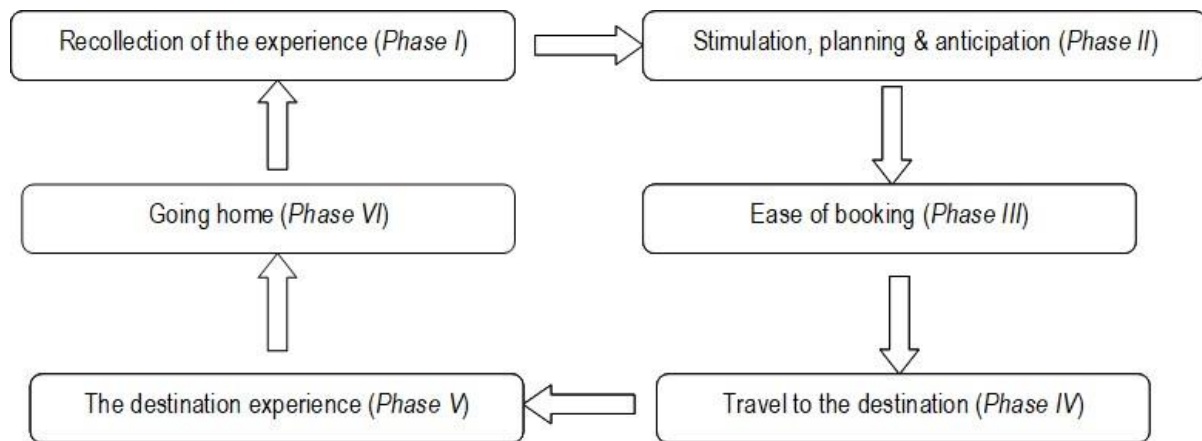 Recollection of the experience (Phase I)
Stimulation, planning & anticipation (Phase II)
Going home (Phase VI)
Ease of booking (Phase III)
The destination experience (Phase V)
Travel to the destination (Phase IV)